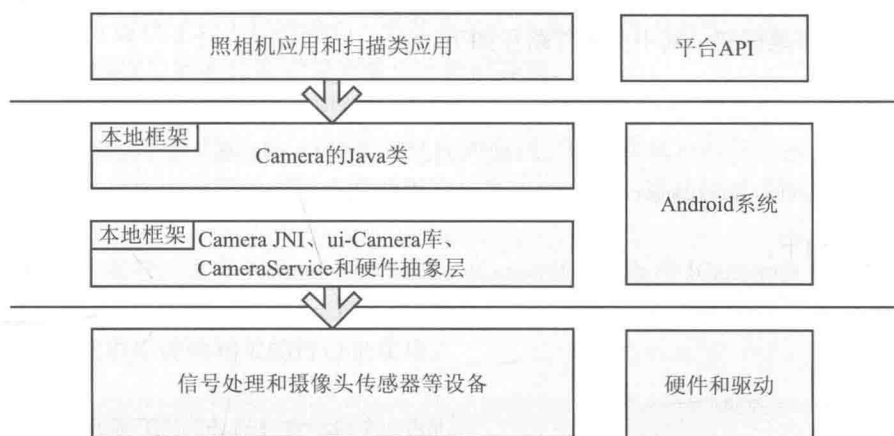 照相机应用和扫描类应用
平台API
本地框架
Camera的Java类
Android系统
本地框架
Camera JNI、ui-Camera库、
CameraService和硬件抽象层
信号处理和摄像头传感器等设备
硬件和驱动